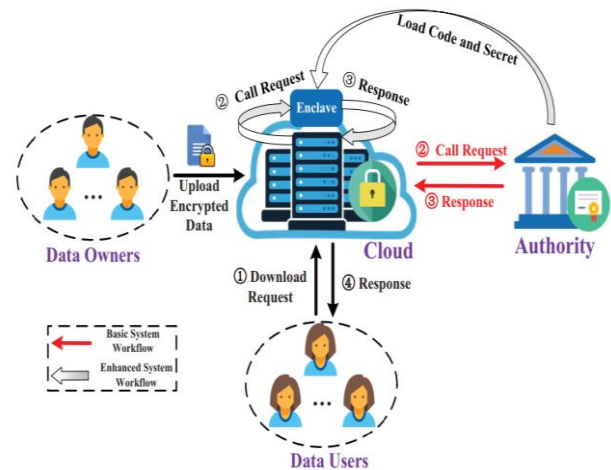 Load Code and Secret
② Call Request
③ Response
Enclave
Upload
Encrypted
Data
Data Owners
② Call Request
③ Response
Cloud
Authority
① Download
Request
④ Response
Basic System
Workflow
Enhanced System
Workflow
Data Users